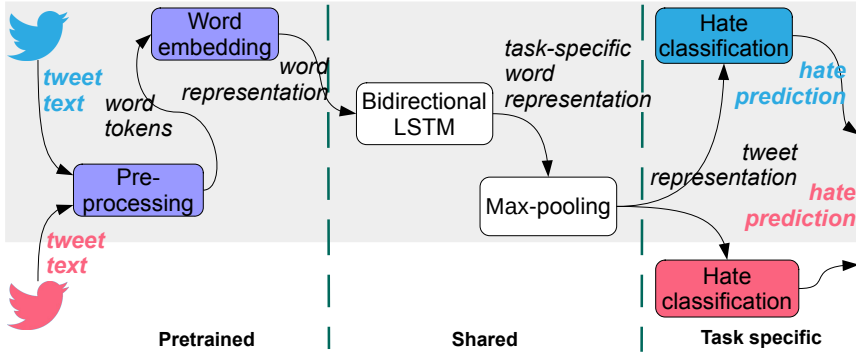 tweet
text
word
tokens
Pre-
processing
tweet
text
Word
embedding
word
representation
Bidirectional
LSTM
task-specific
word
representation
Max-pooling
tweet
representation
Hate
classification
hate
prediction
hate
prediction
Hate
classification
Pretrained
Shared
Task specific